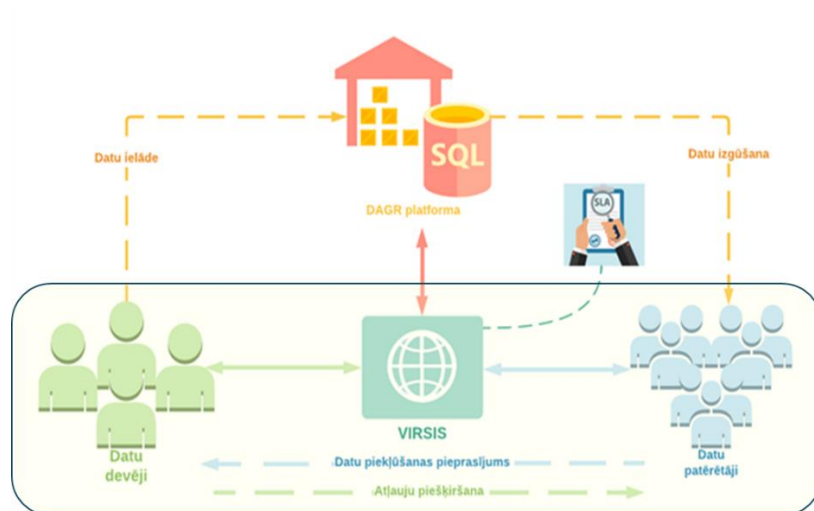 SQL
Datu ielāde
Datu izgūšana
DAGR platforma
SLA
VIRSIS
Datu
devēji
Datu piekļūšanas pieprasījums
Datu
patērētāji
Atļauju piešķiršana